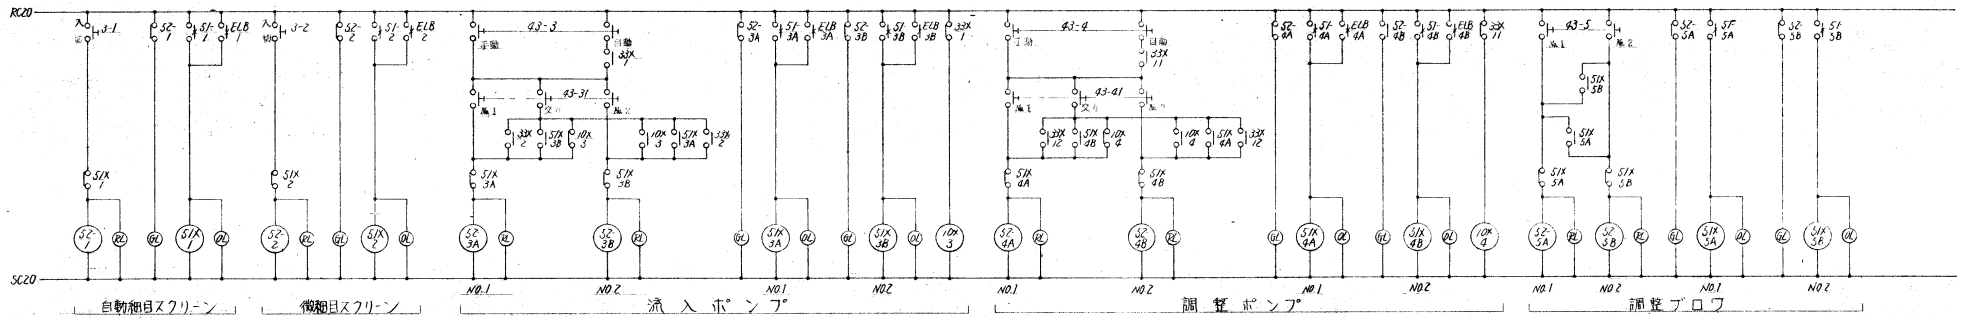 RC20
入 3-1 切
52-1
51-1
ELB 1
入 3-2 切
52-2
51-2
ELB 2
手動 43-3 自動
33X 1
52-3A
51-3A
ELB 3A
52-3B
51-3B
ELB 3B
33X 1
手動 43-4 自動
33X 11
52-4A
51-4A
ELB 4A
52-4B
51-4B
ELB 4B
33X 11
№1 43-5 №2
52-5A
51-5A
52-5B
51-5B
№1 43-31 交互 №2
№1 43-41 交互 №2
51X 5B
51X 5A
33X 2
51X 3B
10X 3
10X 3
51X 3A
33X 2
33X 12
51X 4B
10X 4
10X 4
51X 4A
33X 12
51X 1
51X 2
51X 3A
51X 3B
51X 4A
51X 4B
51X 5A
51X 5B
52-1
RL
GL
51X 1
OL
52-2
RL
GL
51X 2
OL
52-3A
RL
52-3B
RL
GL
51X 3A
OL
GL
51X 3B
OL
10X 3
52-4A
RL
52-4B
RL
GL
51X 4A
OL
GL
51X 4B
OL
10X 4
52-5A
RL
52-5B
RL
GL
51X 5A
OL
GL
51X 5B
OL
SC20
NO.1 NO.2 NO.1 NO.2 NO.1 NO.2 NO.1 NO.2 NO.1 NO.2 NO.1 NO.2
自動細目スクリーン 微細目スクリーン 流入ポンプ 調整ポンプ 調整ブロワ